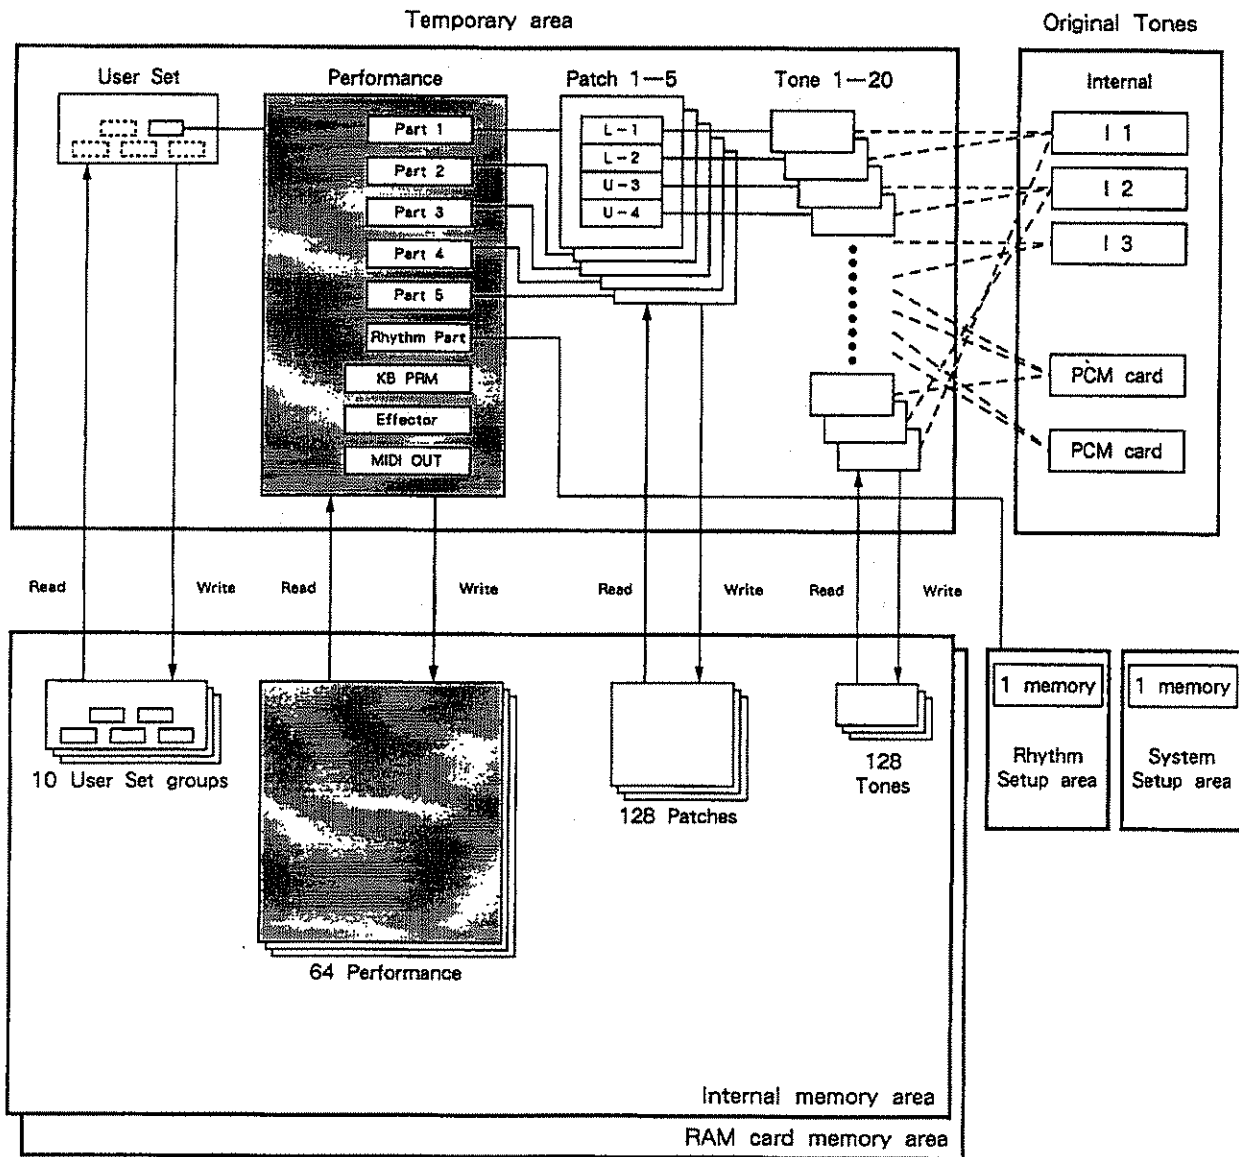 Temporary area
Original Tones
User Set
Performance
Patch 1—5
Tone 1—20
Internal
Part 1
Part 2
Part 3
Part 4
Part 5
Rhythm Part
KB PRM
Effector
MIDI OUT
L-1
L-2
U-3
U-4
I 1
I 2
I 3
PCM card
PCM card
Read
Write
Read
Write
Read
Write
Read
Write
10 User Set groups
64 Performance
128 Patches
128
Tones
1 memory
Rhythm
Setup area
1 memory
System
Setup area
Internal memory area
RAM card memory area